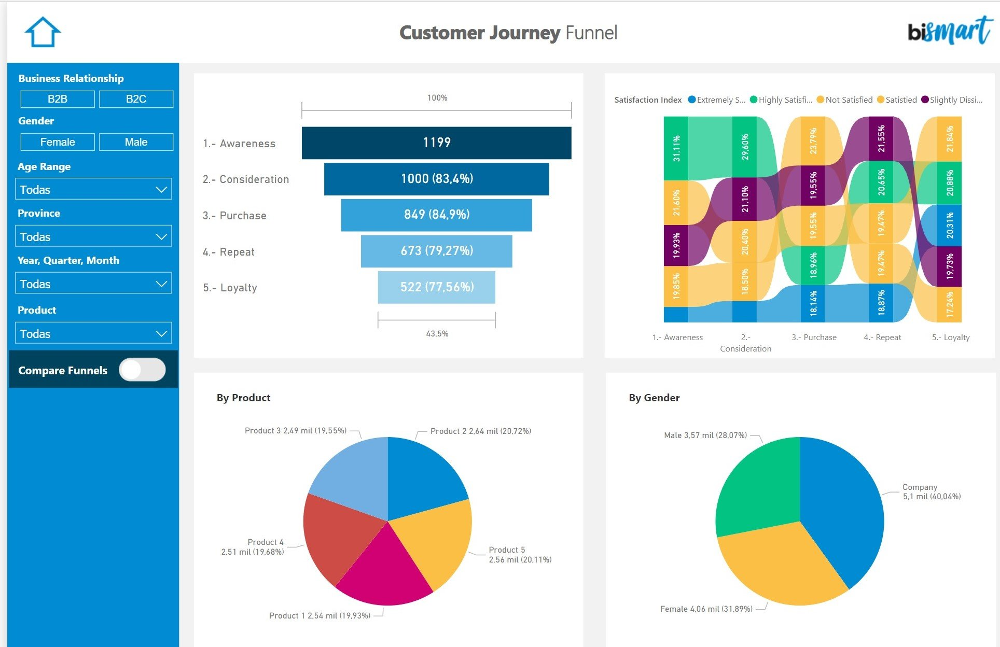 Customer Journey Funnel
bismart
Business Relationship
B2B
B2C
Gender
Female
Male
Age Range
Todas
Province
Todas
Year, Quarter, Month
Todas
Product
Todas
Compare Funnels
100%
1.- Awareness
1199
2.- Consideration
1000 (83,4%)
3.- Purchase
849 (84,9%)
4.- Repeat
673 (79,27%)
5.- Loyalty
522 (77,56%)
43,5%
Satisfaction Index
Extremely S...
Highly Satisfi...
Not Satisfied
Satistied
Slightly Dissi...
31,11%
21,60%
19,93%
19,85%
29,60%
21,10%
20,40%
18,50%
23,79%
19,55%
19,55%
18,96%
18,14%
21,55%
20,65%
19,47%
19,47%
18,87%
21,84%
20,88%
20,31%
19,73%
17,24%
1.- Awareness
2.-
Consideration
3.- Purchase
4.- Repeat
5.- Loyalty
By Product
Product 3 2,49 mil (19,55%)
Product 2 2,64 mil (20,72%)
Product 4
2,51 mil (19,68%)
Product 5
2,56 mil (20,11%)
Product 1 2,54 mil (19,93%)
By Gender
Male 3,57 mil (28,07%)
Company
5,1 mil (40,04%)
Female 4,06 mil (31,89%)